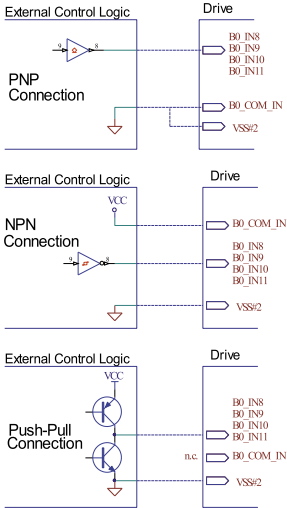 External Control Logic
Drive
9
8
B0_IN8
B0_IN9
B0_IN10
B0_IN11
PNP
Connection
B0_COM_IN
VSS#2
External Control Logic
Drive
VCC
NPN
Connection
B0_COM_IN
9
8
B0_IN8
B0_IN9
B0_IN10
B0_IN11
VSS#2
External Control Logic
Drive
VCC
B0_IN8
B0_IN9
B0_IN10
B0_IN11
Push-Pull
Connection
n.c.
B0_COM_IN
VSS#2